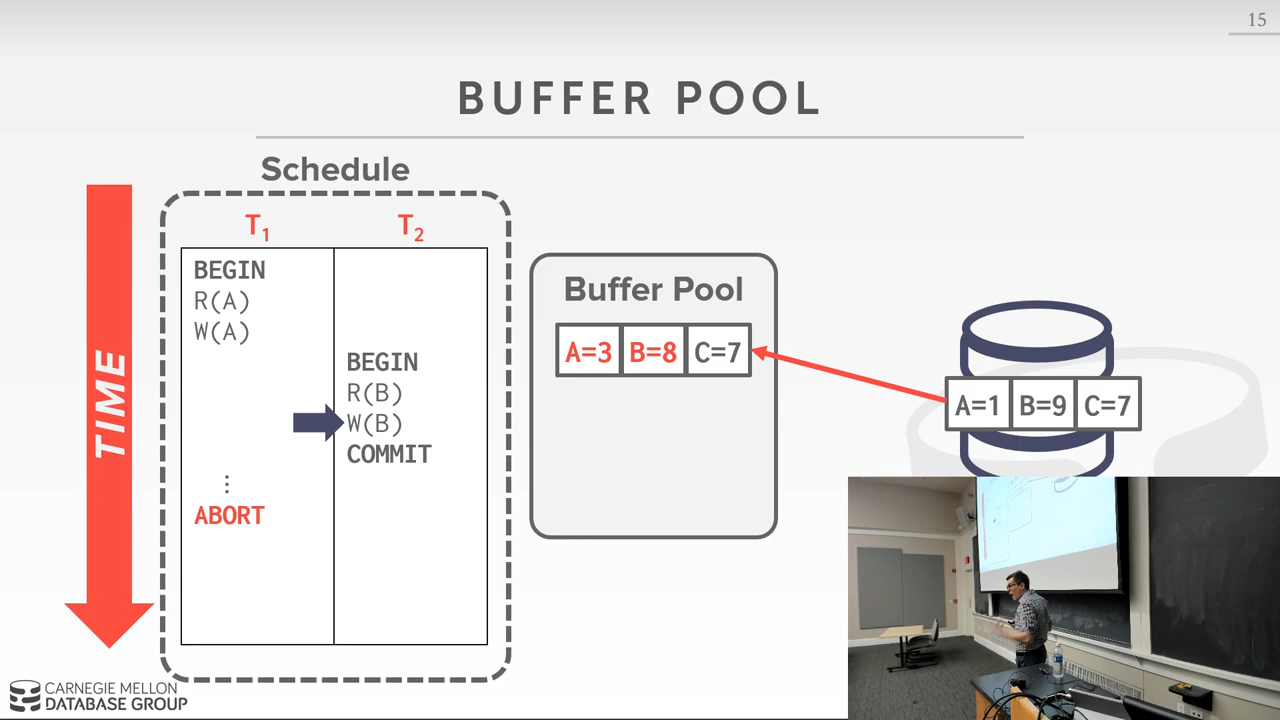 15
BUFFER POOL
Schedule
TIME
T1
T2
BEGIN
R(A)
W(A)
⋮
ABORT
BEGIN
R(B)
W(B)
COMMIT
Buffer Pool
A=3 B=8 C=7
A=1 B=9 C=7
CARNEGIE MELLON
DATABASE GROUP